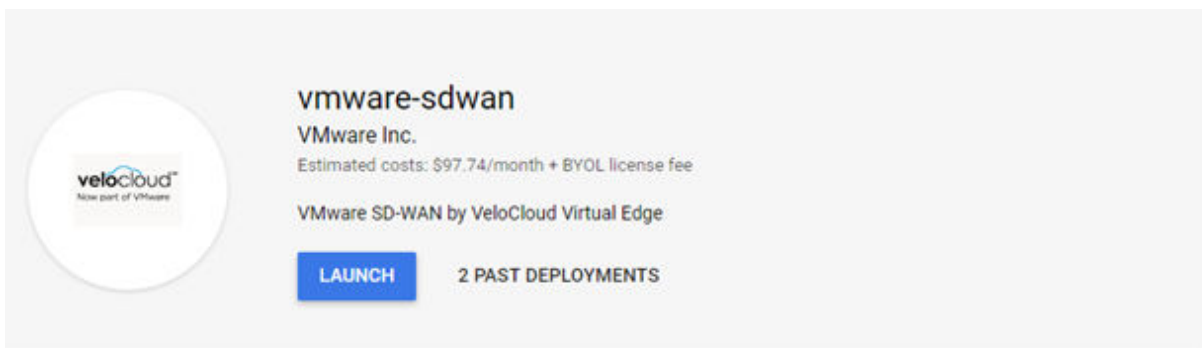 velocloud™
Now part of VMware
vmware-sdwan
VMware Inc.
Estimated costs: $97.74/month + BYOL license fee
VMware SD-WAN by VeloCloud Virtual Edge
LAUNCH
2 PAST DEPLOYMENTS